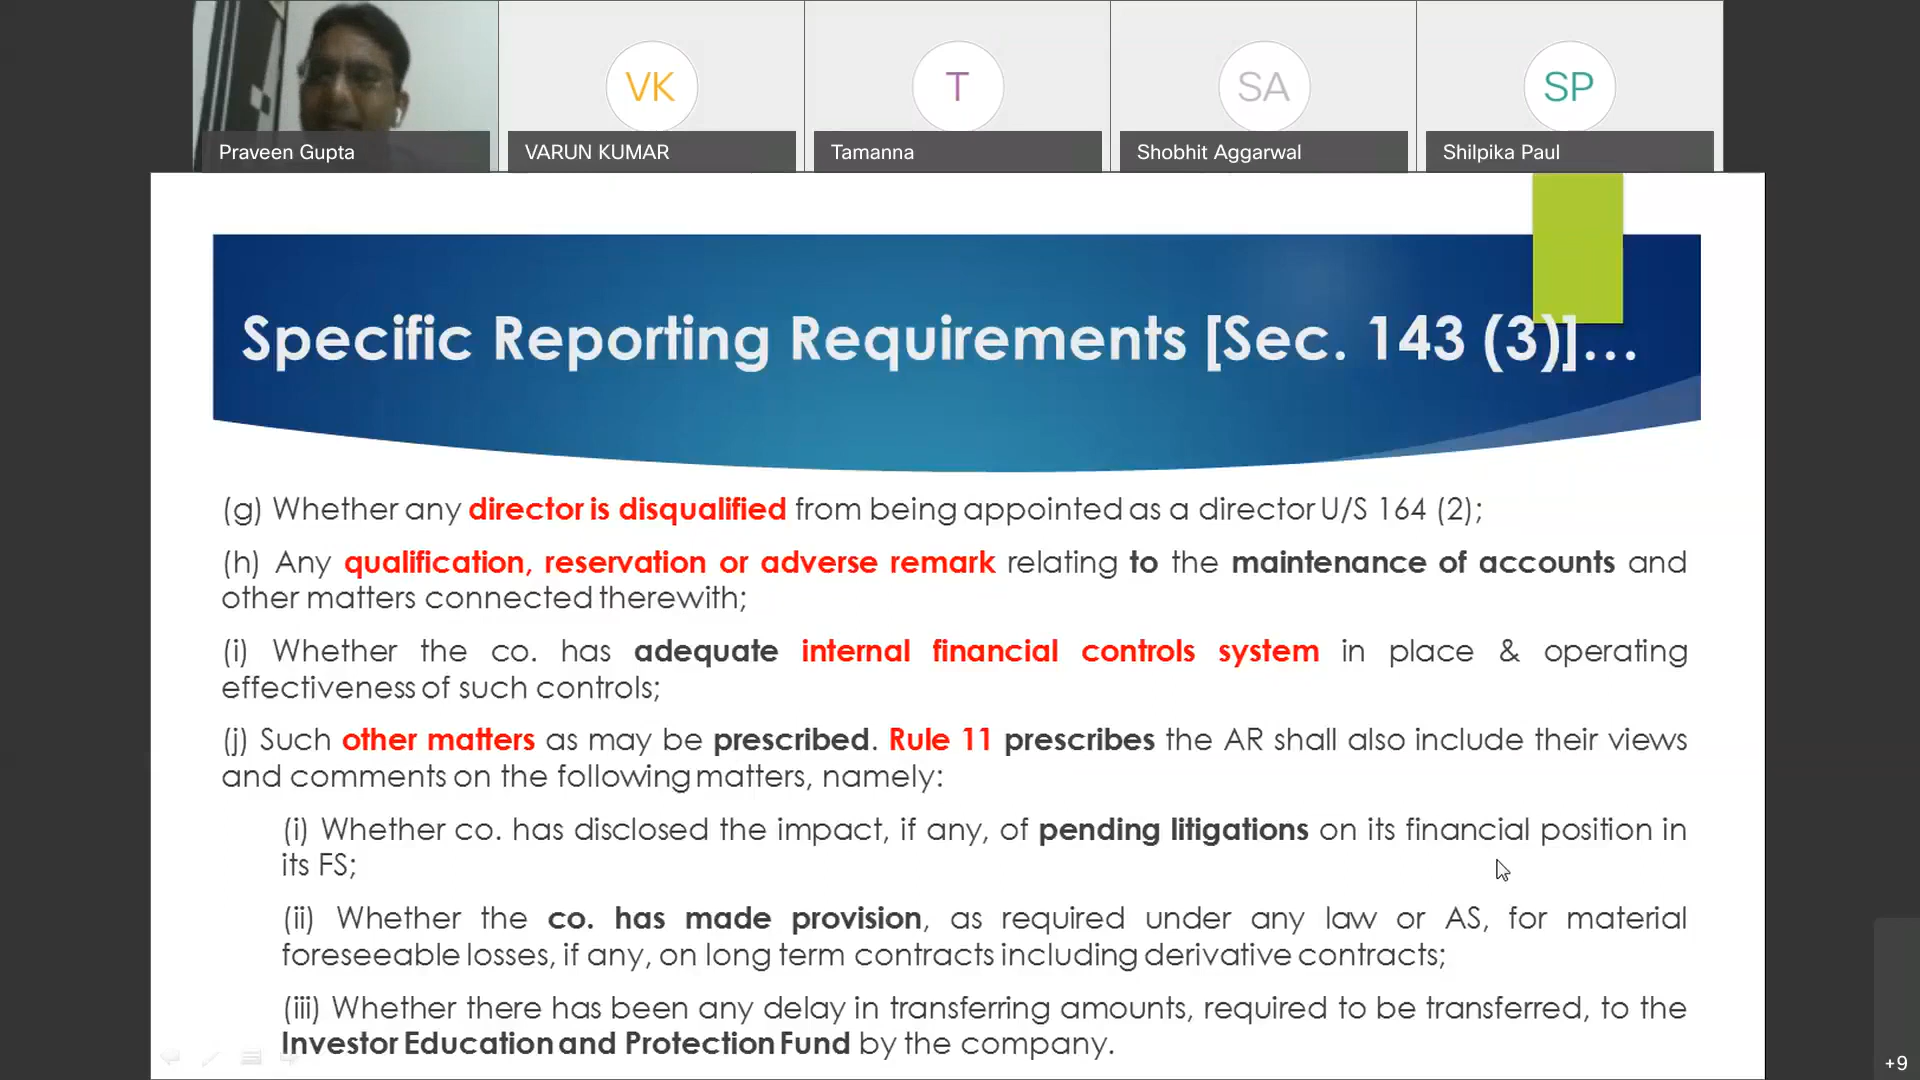 VK
T
SA
SP
Praveen Gupta
VARUN KUMAR
Tamanna
Shobhit Aggarwal
Shilpika Paul
Specific Reporting Requirements [Sec. 143 (3)]...
(g) Whether any director is disqualified from being appointed as a director U/S 164 (2);
(h) Any qualification, reservation or adverse remark relating to the maintenance of accounts and
other matters connected therewith;
(i) Whether the co. has adequate internal financial controls system in place & operating
effectiveness of such controls;
(j) Such other matters as may be prescribed. Rule 11 prescribes the AR shall also include their views
and comments on the following matters, namely:
(i) Whether co. has disclosed the impact, if any, of pending litigations on its financial position in
its FS;
(ii) Whether the co. has made provision, as required under any law or AS, for material
foreseeable losses, if any, on long term contracts including derivative contracts;
(iii) Whether there has been any delay in transferring amounts, required to be transferred, to the
Investor Education and Protection Fund by the company.
+9